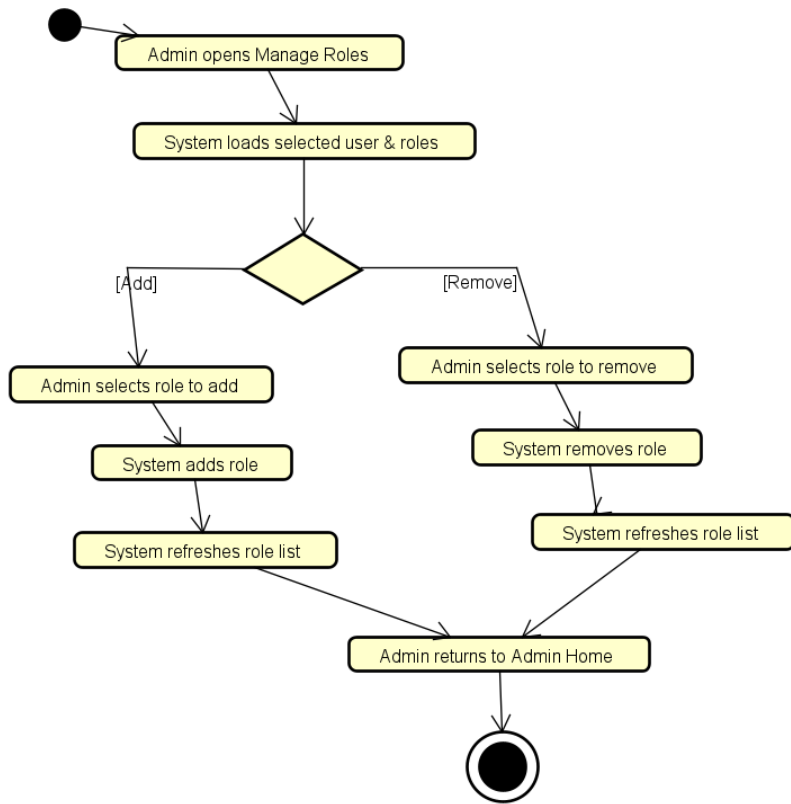 Admin opens Manage Roles
System loads selected user & roles
[Add]
[Remove]
Admin selects role to add
Admin selects role to remove
System adds role
System removes role
System refreshes role list
System refreshes role list
Admin returns to Admin Home